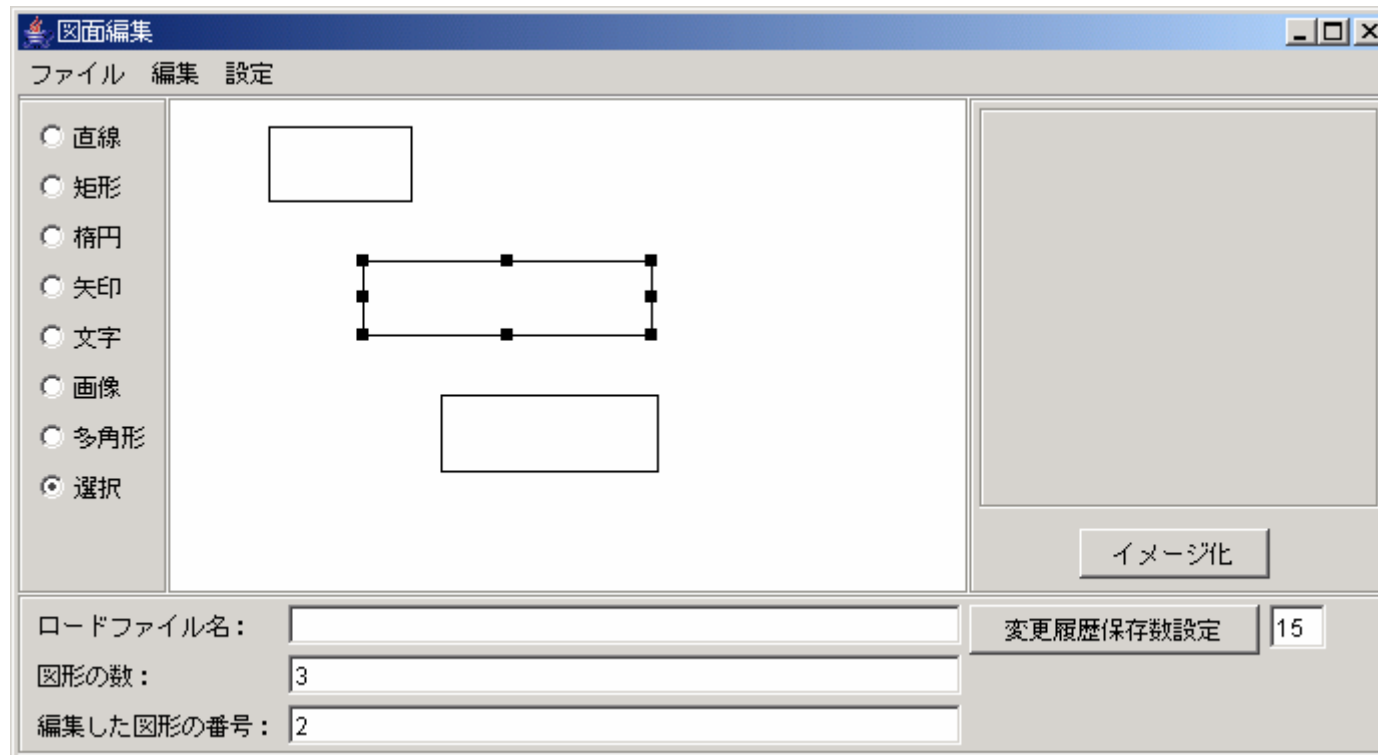 図面編集
ファイル 編集 設定
直線
矩形
楕円
矢印
文字
画像
多角形
選択
イメージ化
ロードファイル名：
変更履歴保存数設定 15
図形の数： 3
編集した図形の番号： 2